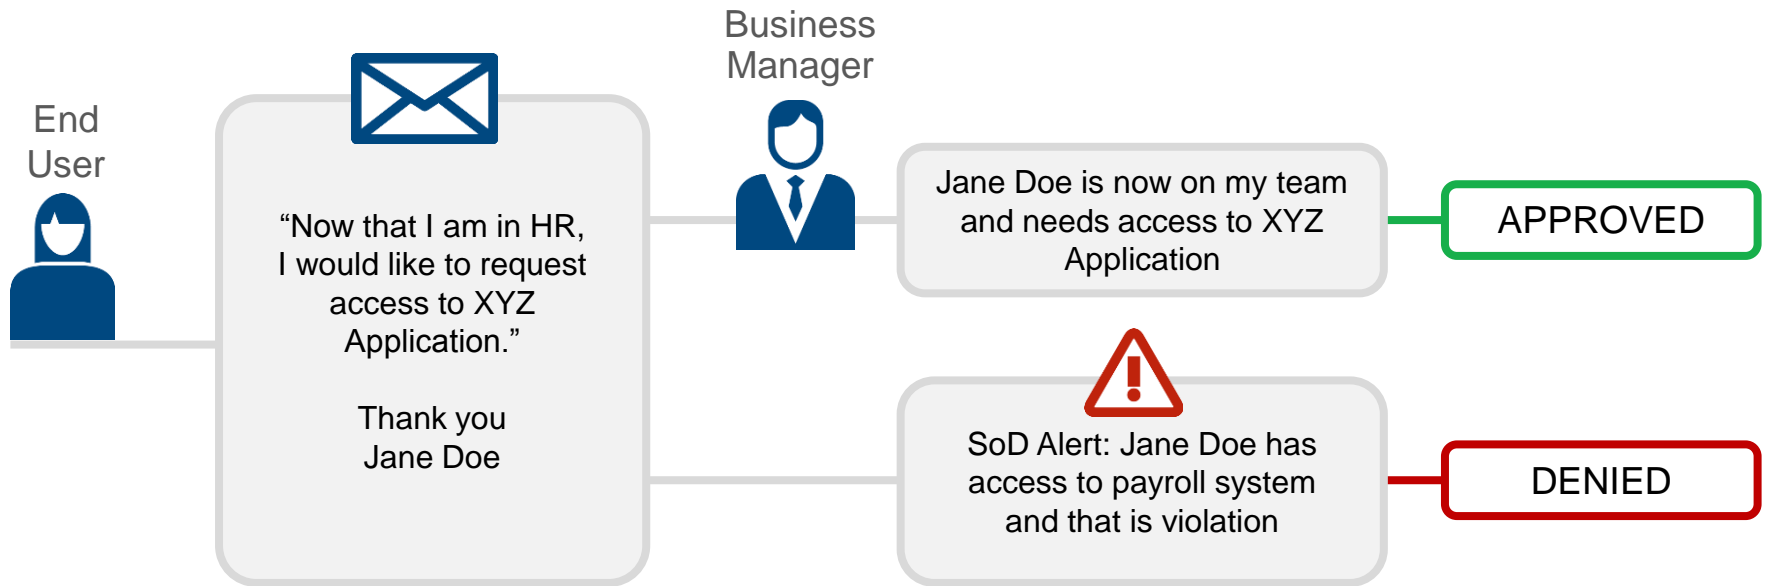 End
User
“Now that I am in HR,
I would like to request
access to XYZ
Application.”
Thank you
Jane Doe
Business
Manager
Jane Doe is now on my team
and needs access to XYZ
Application
APPROVED
SoD Alert: Jane Doe has
access to payroll system
and that is violation
DENIED